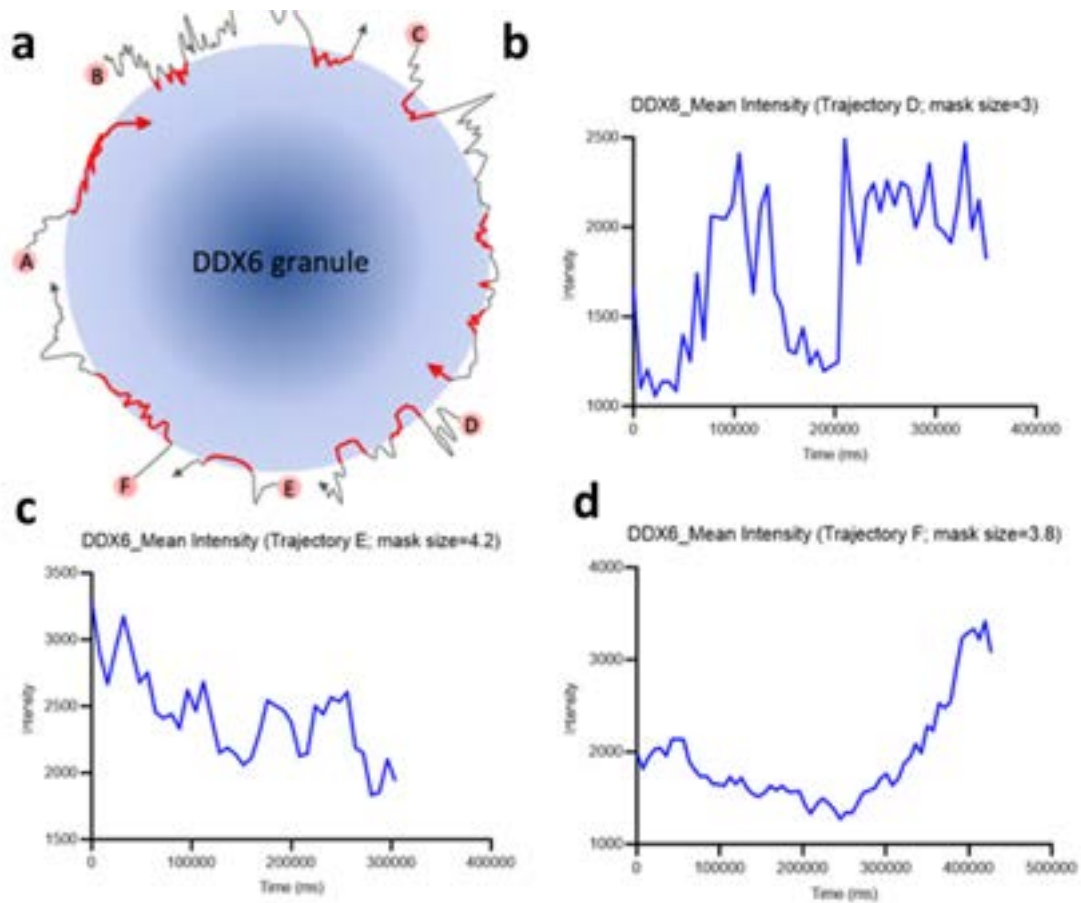 a
B
C
A
DDX6 granule
D
F
E
b
DDX6_Mean Intensity (Trajectory D; mask size=3)
2500
2000
1500
1000
Intensity
0
100000
200000
300000
400000
Time (ms)
c
DDX6_Mean Intensity (Trajectory E; mask size=4.2)
3500
3000
2500
2000
1500
Intensity
0
100000
200000
300000
400000
Time (ms)
d
DDX6_Mean Intensity (Trajectory F; mask size=3.8)
4000
3000
2000
1000
Intensity
0
100000
200000
300000
400000
500000
Time (ms)